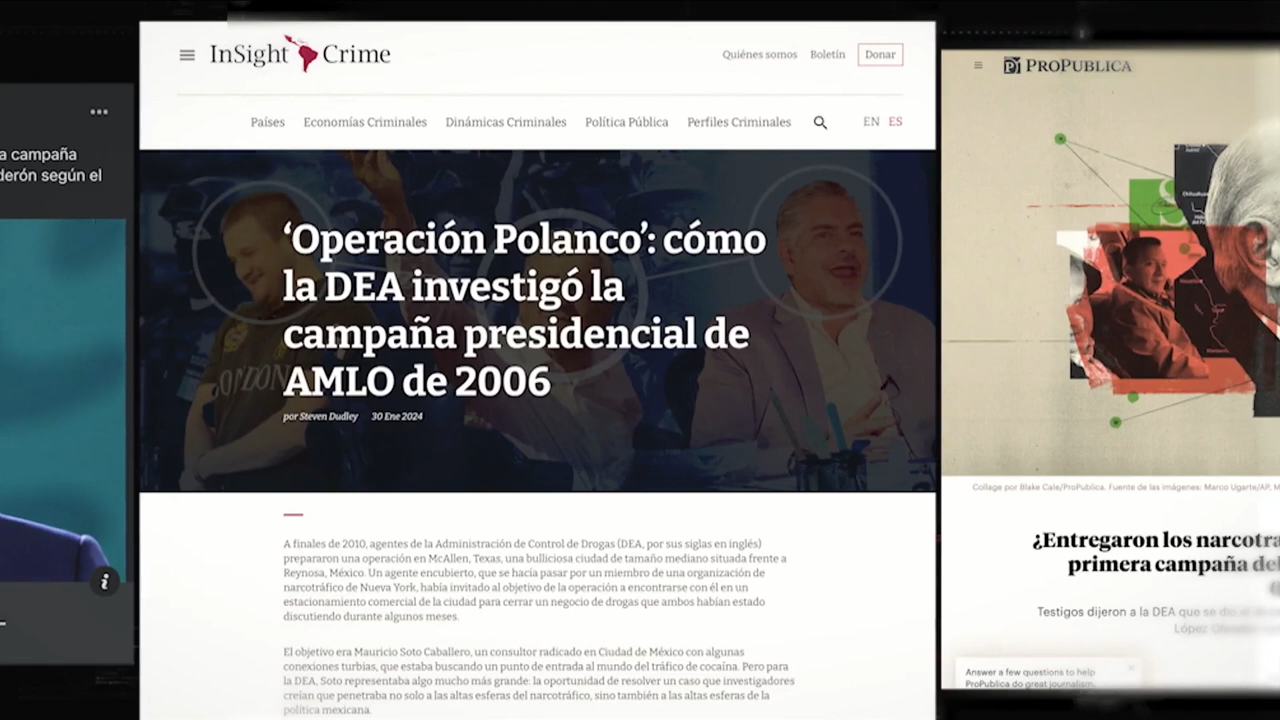 a campaña
derón según el
InSight Crime
Quiénes somos
Boletín
Donar
Países
Economías Criminales
Dinámicas Criminales
Política Pública
Perfiles Criminales
EN ES
‘Operación Polanco’: cómo
la DEA investigó la
campaña presidencial de
AMLO de 2006
por Steven Dudley 30 Ene 2024
LONDON
A finales de 2010, agentes de la Administración de Control de Drogas (DEA, por sus siglas en inglés)
prepararon una operación en McAllen, Texas, una bulliciosa ciudad de tamaño mediano situada frente a
Reynosa, México. Un agente encubierto, que se hacía pasar por un miembro de una organización de
narcotráfico de Nueva York, había invitado al objetivo de la operación a encontrarse con él en un
estacionamiento comercial de la ciudad para cerrar un negocio de drogas que ambos habían estado
discutiendo durante algunos meses.
El objetivo era Mauricio Soto Caballero, un consultor radicado en Ciudad de México con algunas
conexiones turbias, que estaba buscando un punto de entrada al mundo del tráfico de cocaína. Pero para
la DEA, Soto representaba algo mucho más grande: la oportunidad de resolver un caso que investigadores
creían que penetraba no solo a las altas esferas del narcotráfico, sino también a las altas esferas de la
política mexicana.
PROPUBLICA
Collage por Blake Cale/ProPublica. Fuente de las imágenes: Marco Ugarte/AP, M
¿Entregaron los narcotra
primera campaña de
Testigos dijeron a la DEA que se dio el
López
Answer a few questions to help
ProPublica do great journalism.